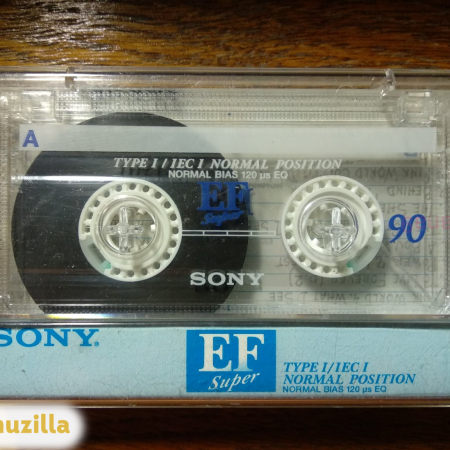 A
TYPE I / IEC I NORMAL POSITION
NORMAL BIAS 120 µs EQ
EF
Super
90
SONY
SONY.
EF
Super
TYPE I / IEC I
NORMAL POSITION
NORMAL BIAS 120 µs EQ
uzilla